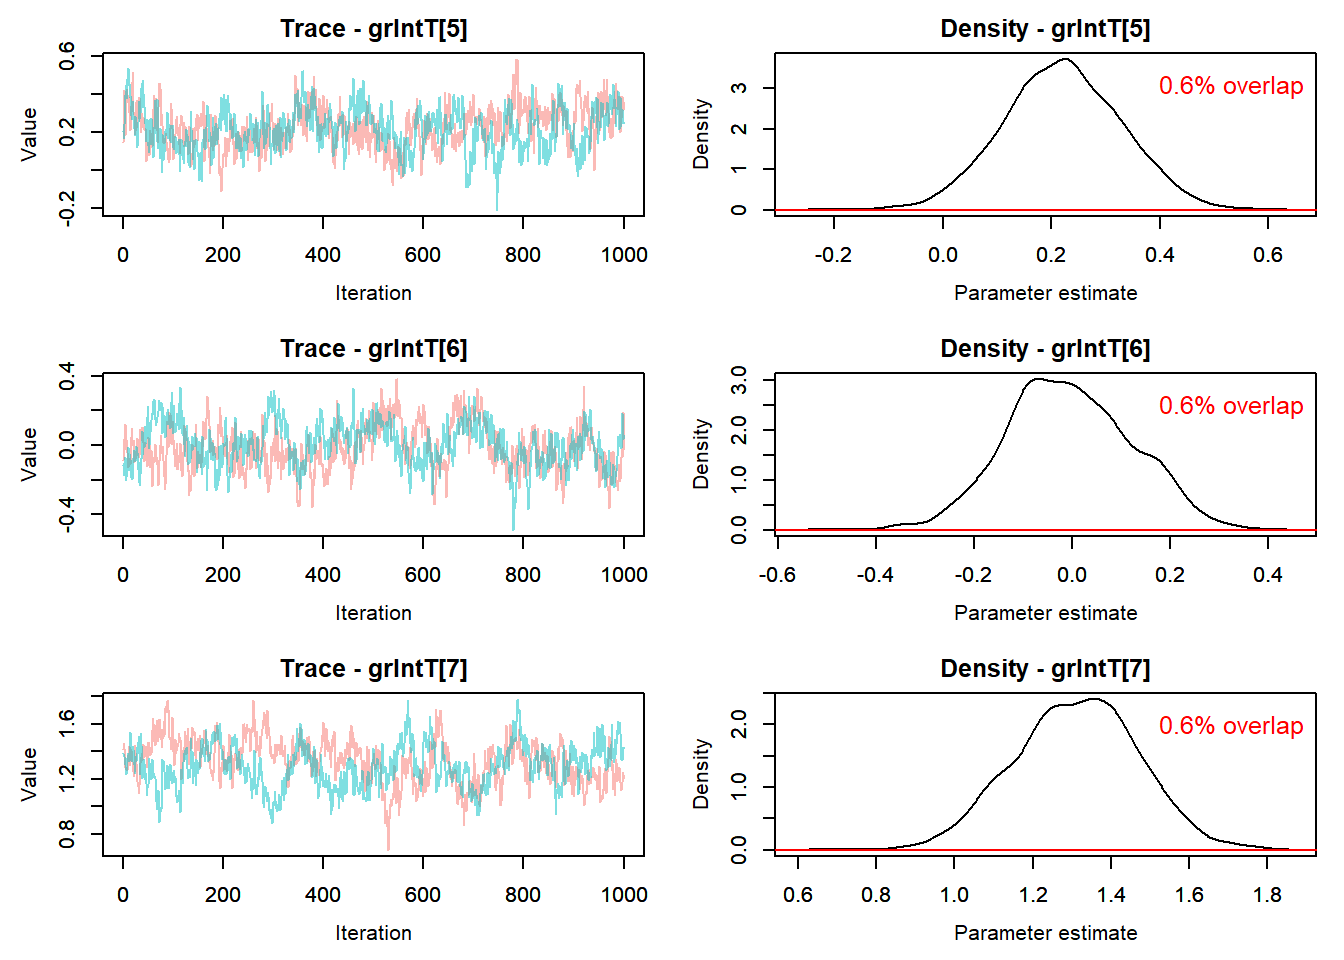 Trace - grIntT[5]
Value
-0.2 0.2 0.6
0 200 400 600 800 1000
Iteration
Density - grIntT[5]
0.6% overlap
Density
0 1 2 3
-0.2 0.0 0.2 0.4 0.6
Parameter estimate
Trace - grIntT[6]
Value
-0.4 0.0 0.4
0 200 400 600 800 1000
Iteration
Density - grIntT[6]
0.6% overlap
Density
0.0 1.0 2.0 3.0
-0.6 -0.4 -0.2 0.0 0.2 0.4
Parameter estimate
Trace - grIntT[7]
Value
0.8 1.2 1.6
0 200 400 600 800 1000
Iteration
Density - grIntT[7]
0.6% overlap
Density
0.0 1.0 2.0
0.6 0.8 1.0 1.2 1.4 1.6 1.8
Parameter estimate